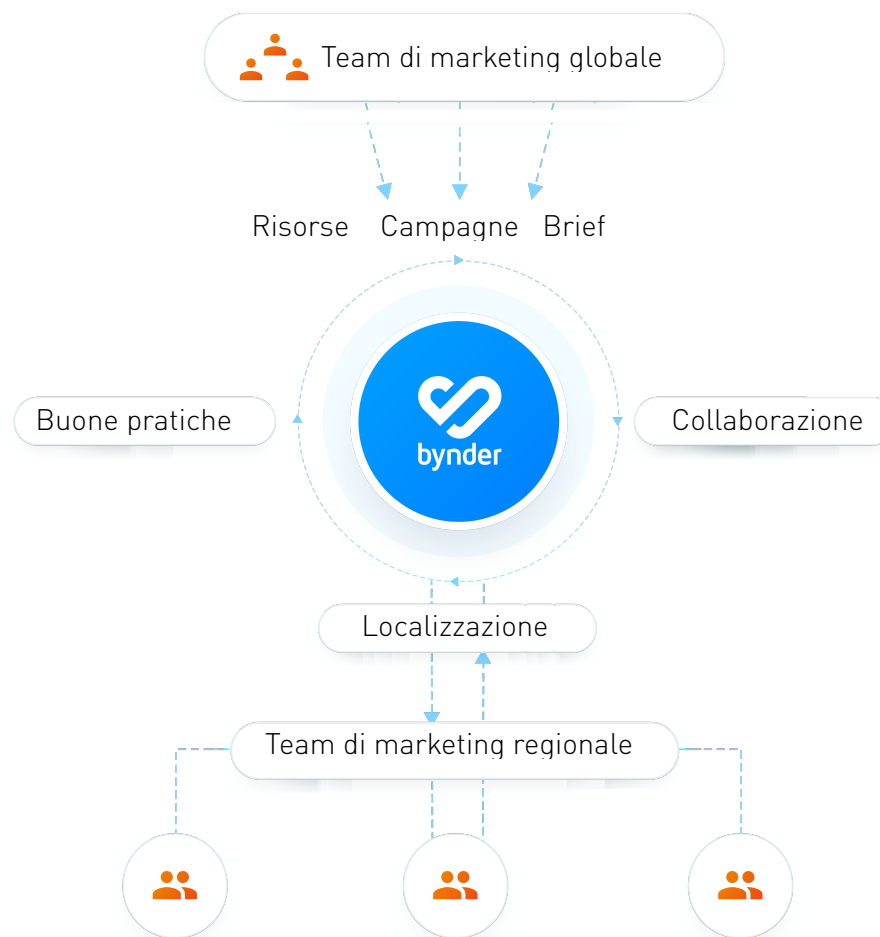 Team di marketing globale
Risorse Campagne Brief
Buone pratiche
bynder
Collaborazione
Localizzazione
Team di marketing regionale